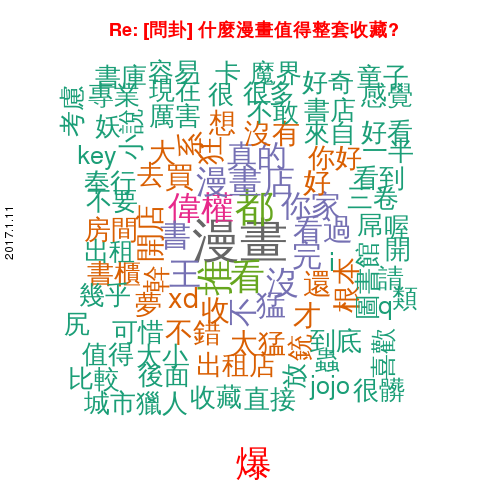 Re: [問卦] 什麼漫畫值得整套收藏?
書庫 容易 卡 魔界 好奇 童子
考慮 專業 現在 很 很多 感覺
妖 小說 厲害 想 不敢 書店
key 大 系 狂 沒有 來自 好看
真的 你好 一半
奉行 去 買 漫畫店 好 看到
不要 偉權 都 你家 三卷
房間 開店 書 漫畫 看過 屌 喔
出租 完 i 圖書館 開
書櫃 幹 王 推 看 沒 還 根本 請
幾乎 夢 xd 收 不 猛 才 q 類
尻 可惜 不錯 太猛 銃 到底
值得 大小 出租店 蟲 喜歡
比較 後面 放 jojo 很髒
城市獵人 收藏 直接
2017.1.11
爆